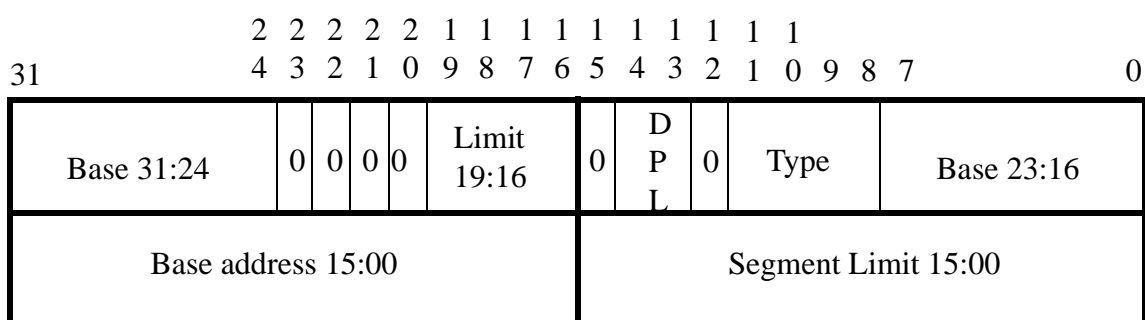 2 2 2 2 2 1 1 1 1 1 1 1 1 1 1
31 4 3 2 1 0 9 8 7 6 5 4 3 2 1 0 9 8 7 0
Base 31:24
0 0 0 0
Limit
19:16
0
D
P
L
0
Type
Base 23:16
Base address 15:00
Segment Limit 15:00